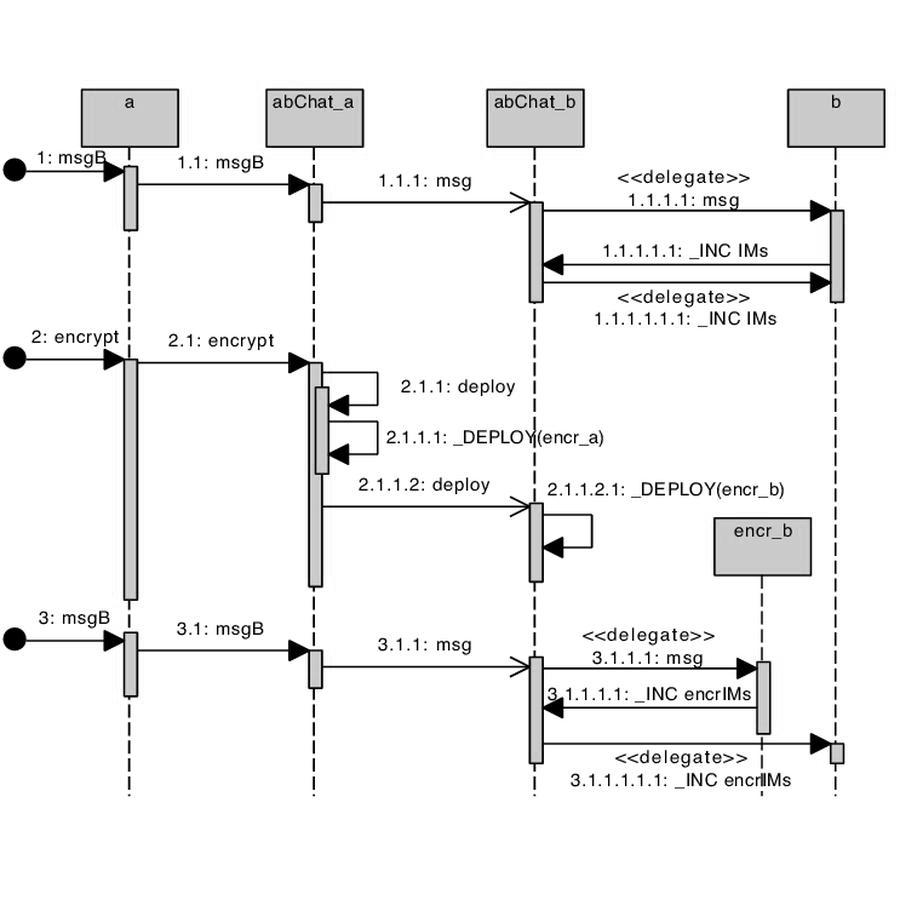 a
abChat_a
abChat_b
b
1: msgB
1.1: msgB
1.1.1: msg
<<delegate>>
1.1.1.1: msg
1.1.1.1.1: _INC IMs
<<delegate>>
1.1.1.1.1.1: _INC IMs
2: encrypt
2.1: encrypt
2.1.1: deploy
2.1.1.1: _DEPLOY(encr_a)
2.1.1.2: deploy
2.1.1.2.1: _DEPLOY(encr_b)
encr_b
3: msgB
3.1: msgB
3.1.1: msg
<<delegate>>
3.1.1.1: msg
3.1.1.1.1: _INC encrIMs
<<delegate>>
3.1.1.1.1.1: _INC encrIMs